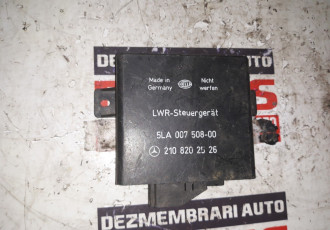 DEZMEMBRARI AUTO
Made in Germany
HELLA
Nicht werfen
LWR-Steuergerät
5LA 007 508-00
210 820 25 26
DEZMEMBRARI AUTO